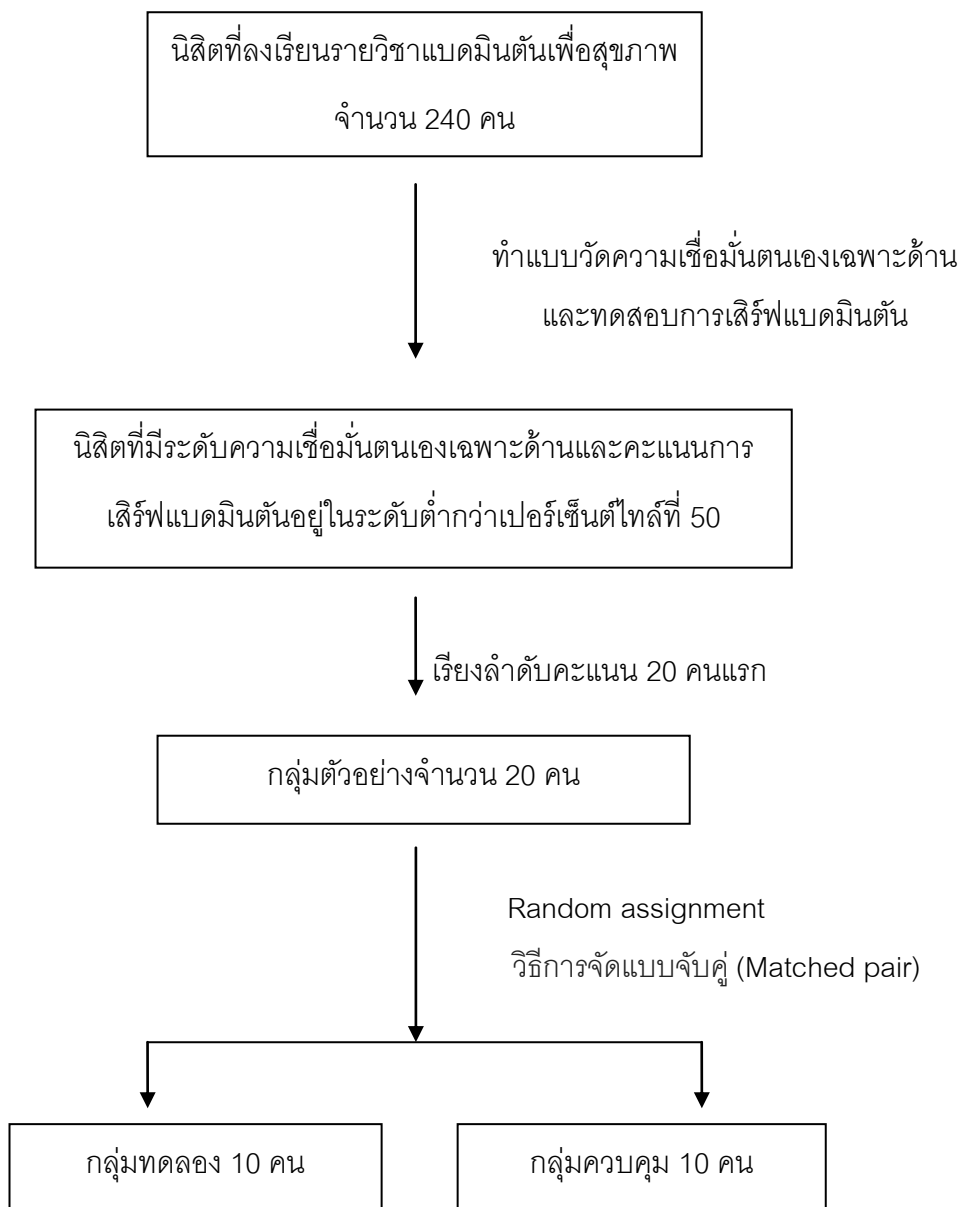 นิสิตที่ลงเรียนรายวิชาแบดมินตันเพื่อสุขภาพ
จำนวน 240 คน
ทำแบบวัดความเชื่อมั่นตนเองเฉพาะด้าน
และทดสอบการเสิร์ฟแบดมินตัน
นิสิตที่มีระดับความเชื่อมั่นตนเองเฉพาะด้านและคะแนนการ
เสิร์ฟแบดมินตันอยู่ในระดับต่ำกว่าเปอร์เซ็นต์ไทล์ที่ 50
เรียงลำดับคะแนน 20 คนแรก
กลุ่มตัวอย่างจำนวน 20 คน
Random assignment
วิธีการจัดแบบจับคู่ (Matched pair)
กลุ่มทดลอง 10 คน
กลุ่มควบคุม 10 คน